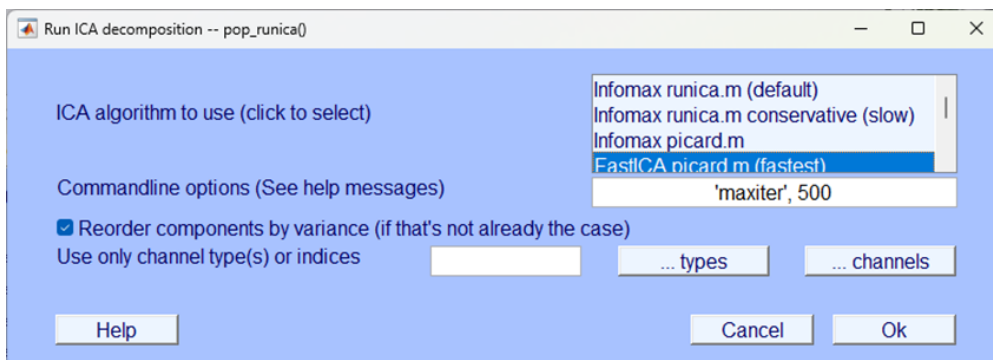 Run ICA decomposition -- pop_runica()
ICA algorithm to use (click to select)
Infomax runica.m (default)
Infomax runica.m conservative (slow)
Infomax picard.m
FastICA picard.m (fastest)
Commandline options (See help messages)
'maxiter', 500
Reorder components by variance (if that's not already the case)
Use only channel type(s) or indices
... types
... channels
Help
Cancel
Ok